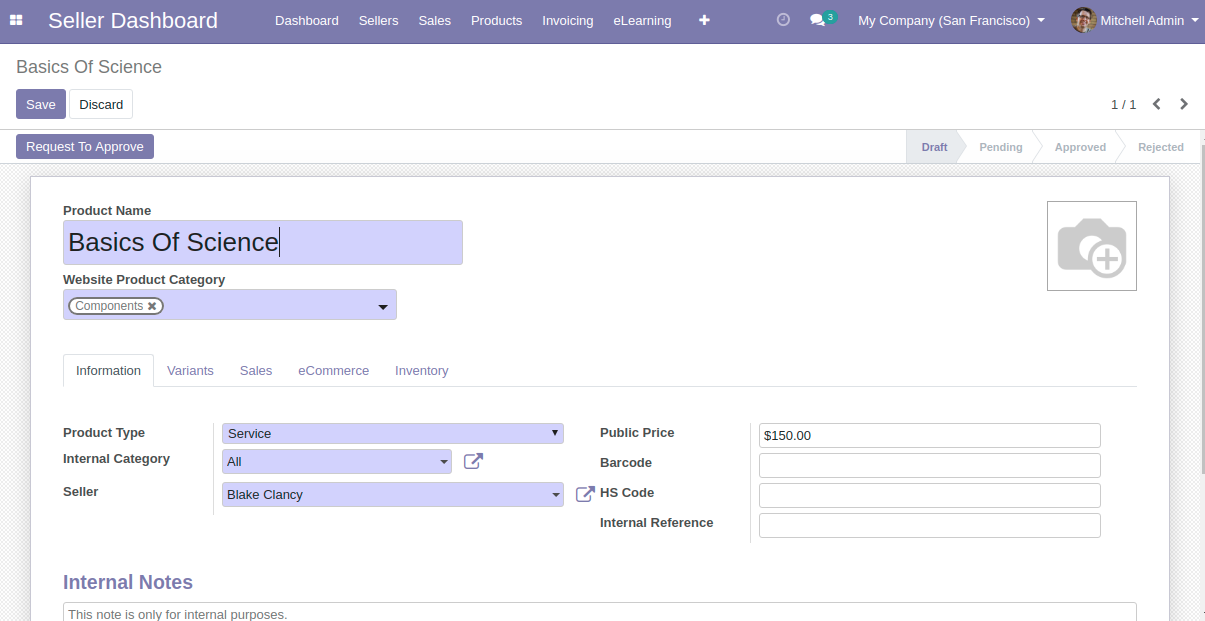 Seller Dashboard Dashboard Sellers Sales Products Invoicing eLearning 3 My Company (San Francisco) Mitchell Admin
Basics Of Science
Save Discard 1 / 1
Request To Approve Draft Pending Approved Rejected
Product Name
Basics Of Science
Website Product Category
Components
Information Variants Sales eCommerce Inventory
Product Type Service Public Price $150.00
Internal Category All Barcode
Seller Blake Clancy HS Code
Internal Reference
Internal Notes
This note is only for internal purposes.